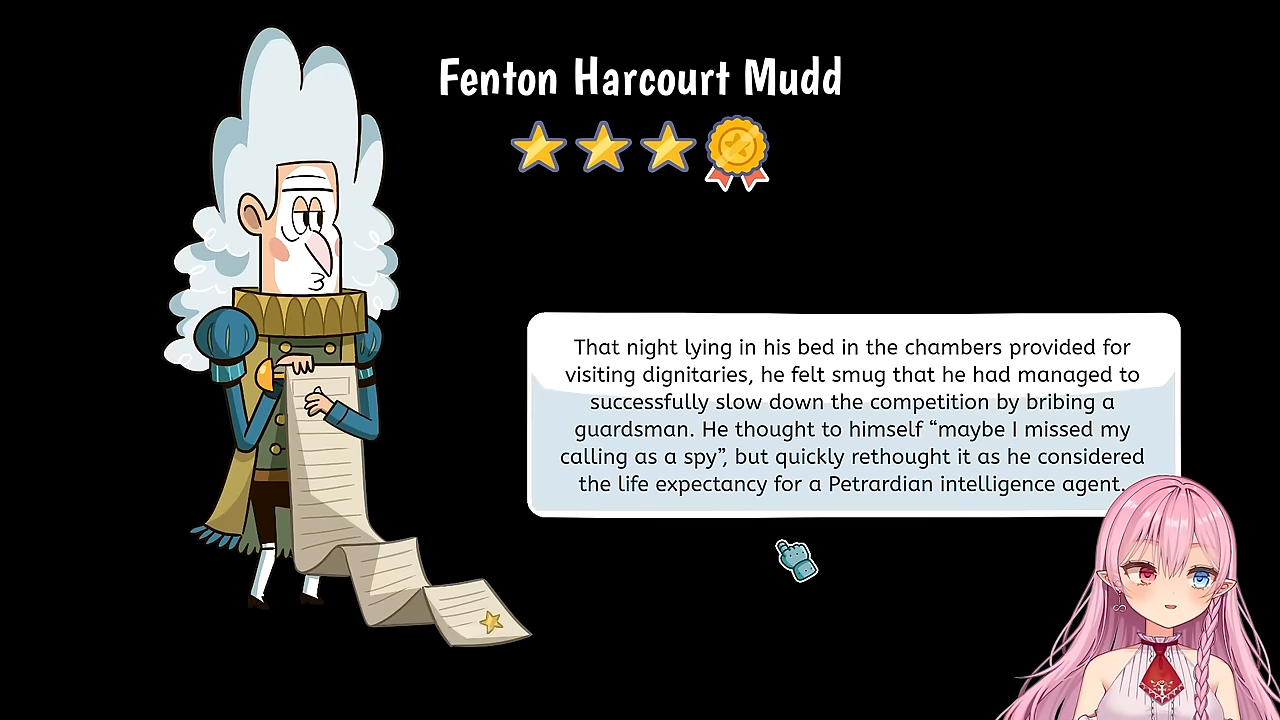 Fenton Harcourt Mudd
That night lying in his bed in the chambers provided for
visiting dignitaries, he felt smug that he had managed to
successfully slow down the competition by bribing a
guardsman. He thought to himself “maybe I missed my
calling as a spy”, but quickly rethought it as he considered
the life expectancy for a Petrardian intelligence agent.